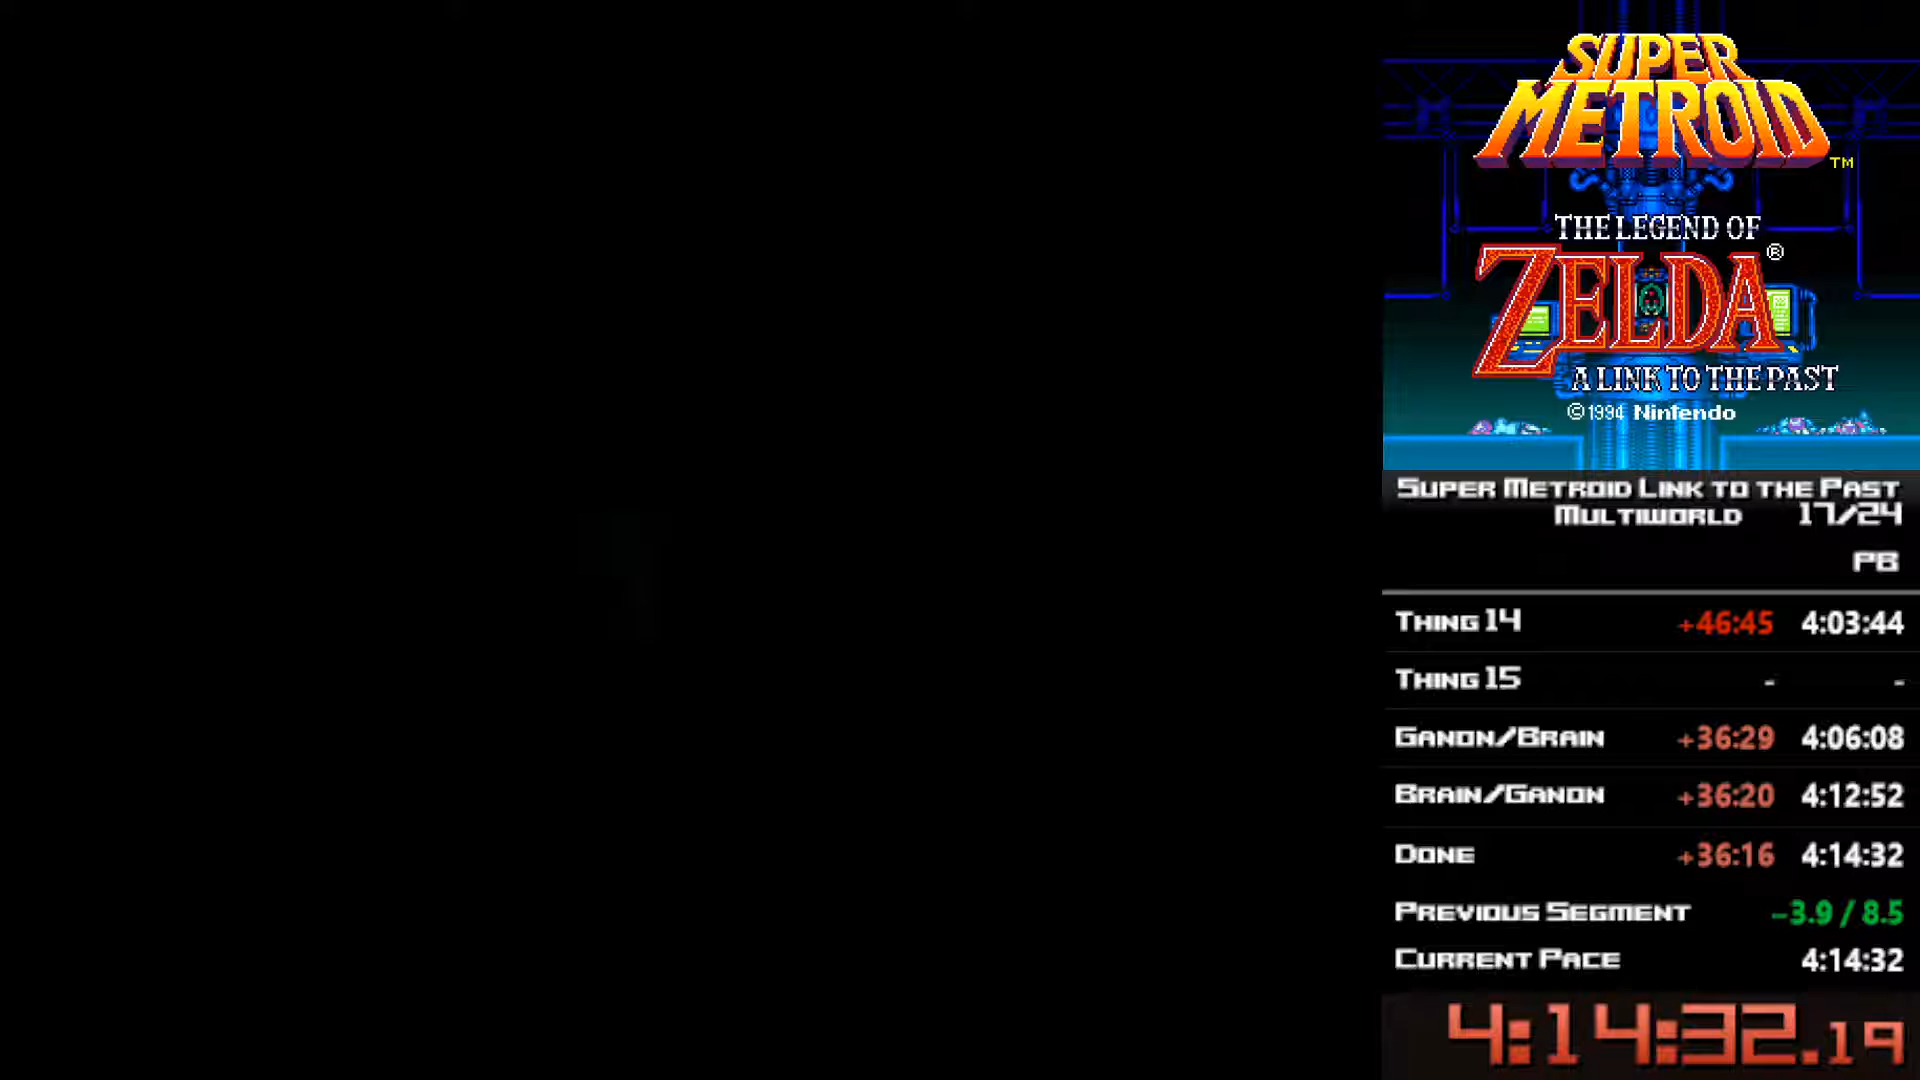 SUPER
METROID™
THE LEGEND OF
ZELDA®
A LINK TO THE PAST
©1994 Nintendo
SUPER METROID LINK TO THE PAST
MULTIWORLD 17/24
PB
THING 14 +46:45 4:03:44
THING 15 - -
GANON/BRAIN +36:29 4:06:08
BRAIN/GANON +36:20 4:12:52
DONE +36:16 4:14:32
PREVIOUS SEGMENT −3.9 / 8.5
CURRENT PACE 4:14:32
4:14:32.19